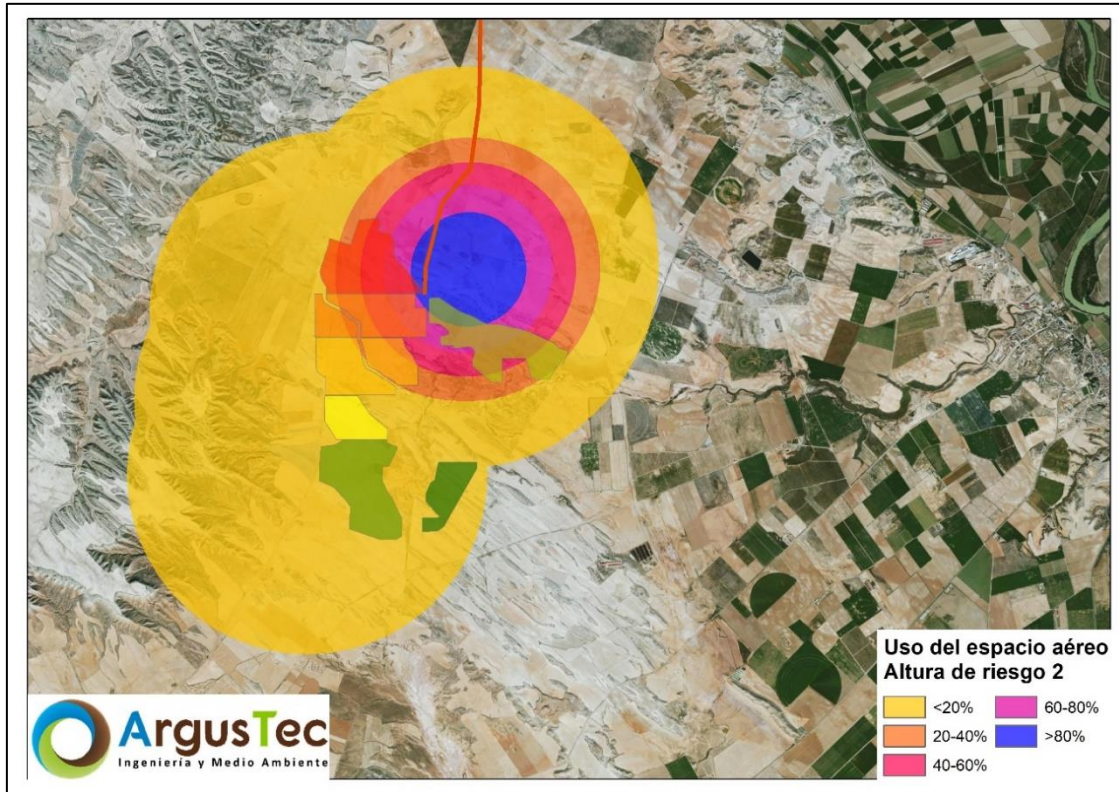 Uso del espacio aéreo
Altura de riesgo 2
<20%
20-40%
40-60%
60-80%
>80%
ArgusTec
Ingeniería y Medio Ambiente